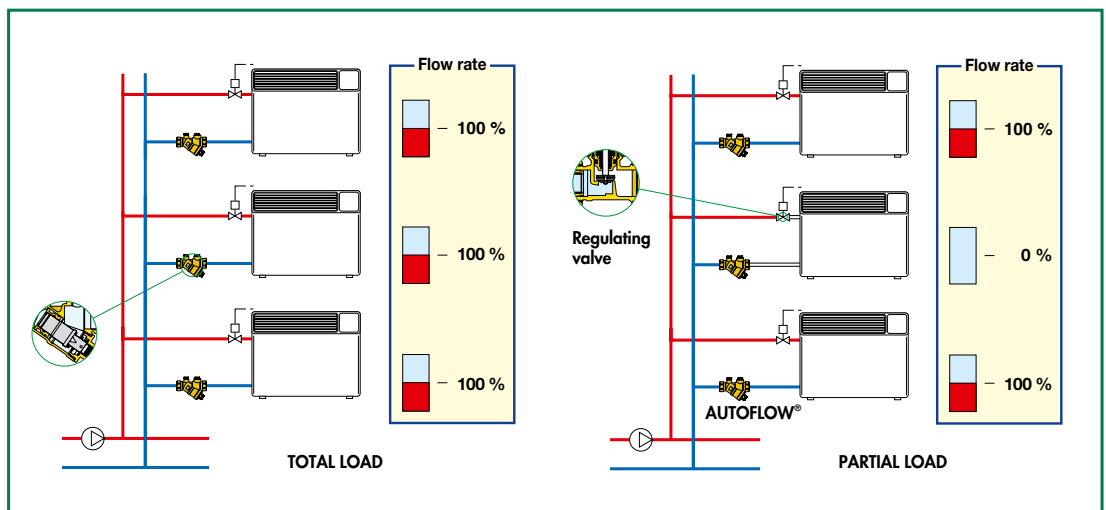 Flow rate
100 %
100 %
100 %
TOTAL LOAD
Flow rate
100 %
Regulating
valve
0 %
100 %
AUTOFLOW®
PARTIAL LOAD